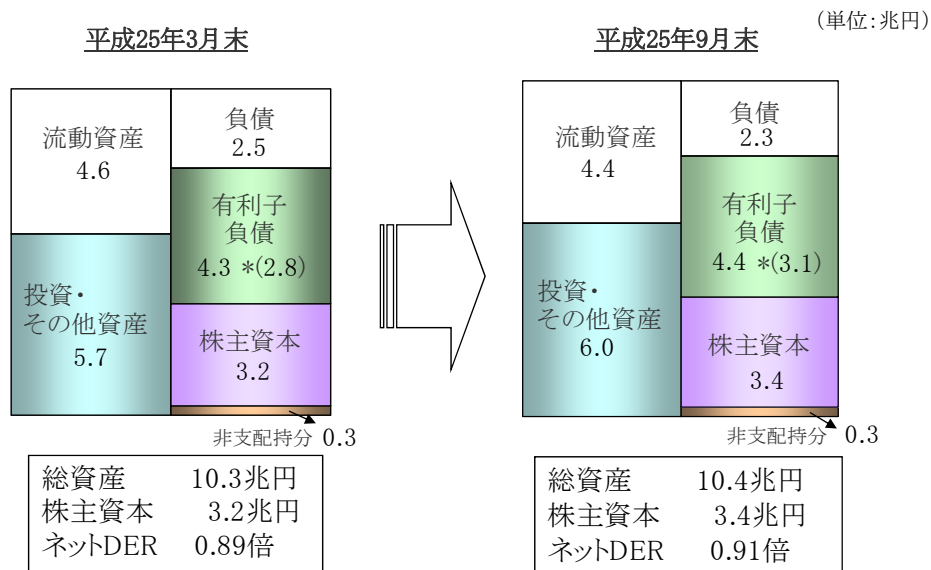 (単位:兆円)
平成25年3月末
流動資産
4.6
負債
2.5
有利子
負債
4.3 *(2.8)
投資・
その他資産
5.7
株主資本
3.2
非支配持分 0.3
総資産 10.3兆円
株主資本 3.2兆円
ネットDER 0.89倍
平成25年9月末
流動資産
4.4
負債
2.3
有利子
負債
4.4 *(3.1)
投資・
その他資産
6.0
株主資本
3.4
非支配持分 0.3
総資産 10.4兆円
株主資本 3.4兆円
ネットDER 0.91倍